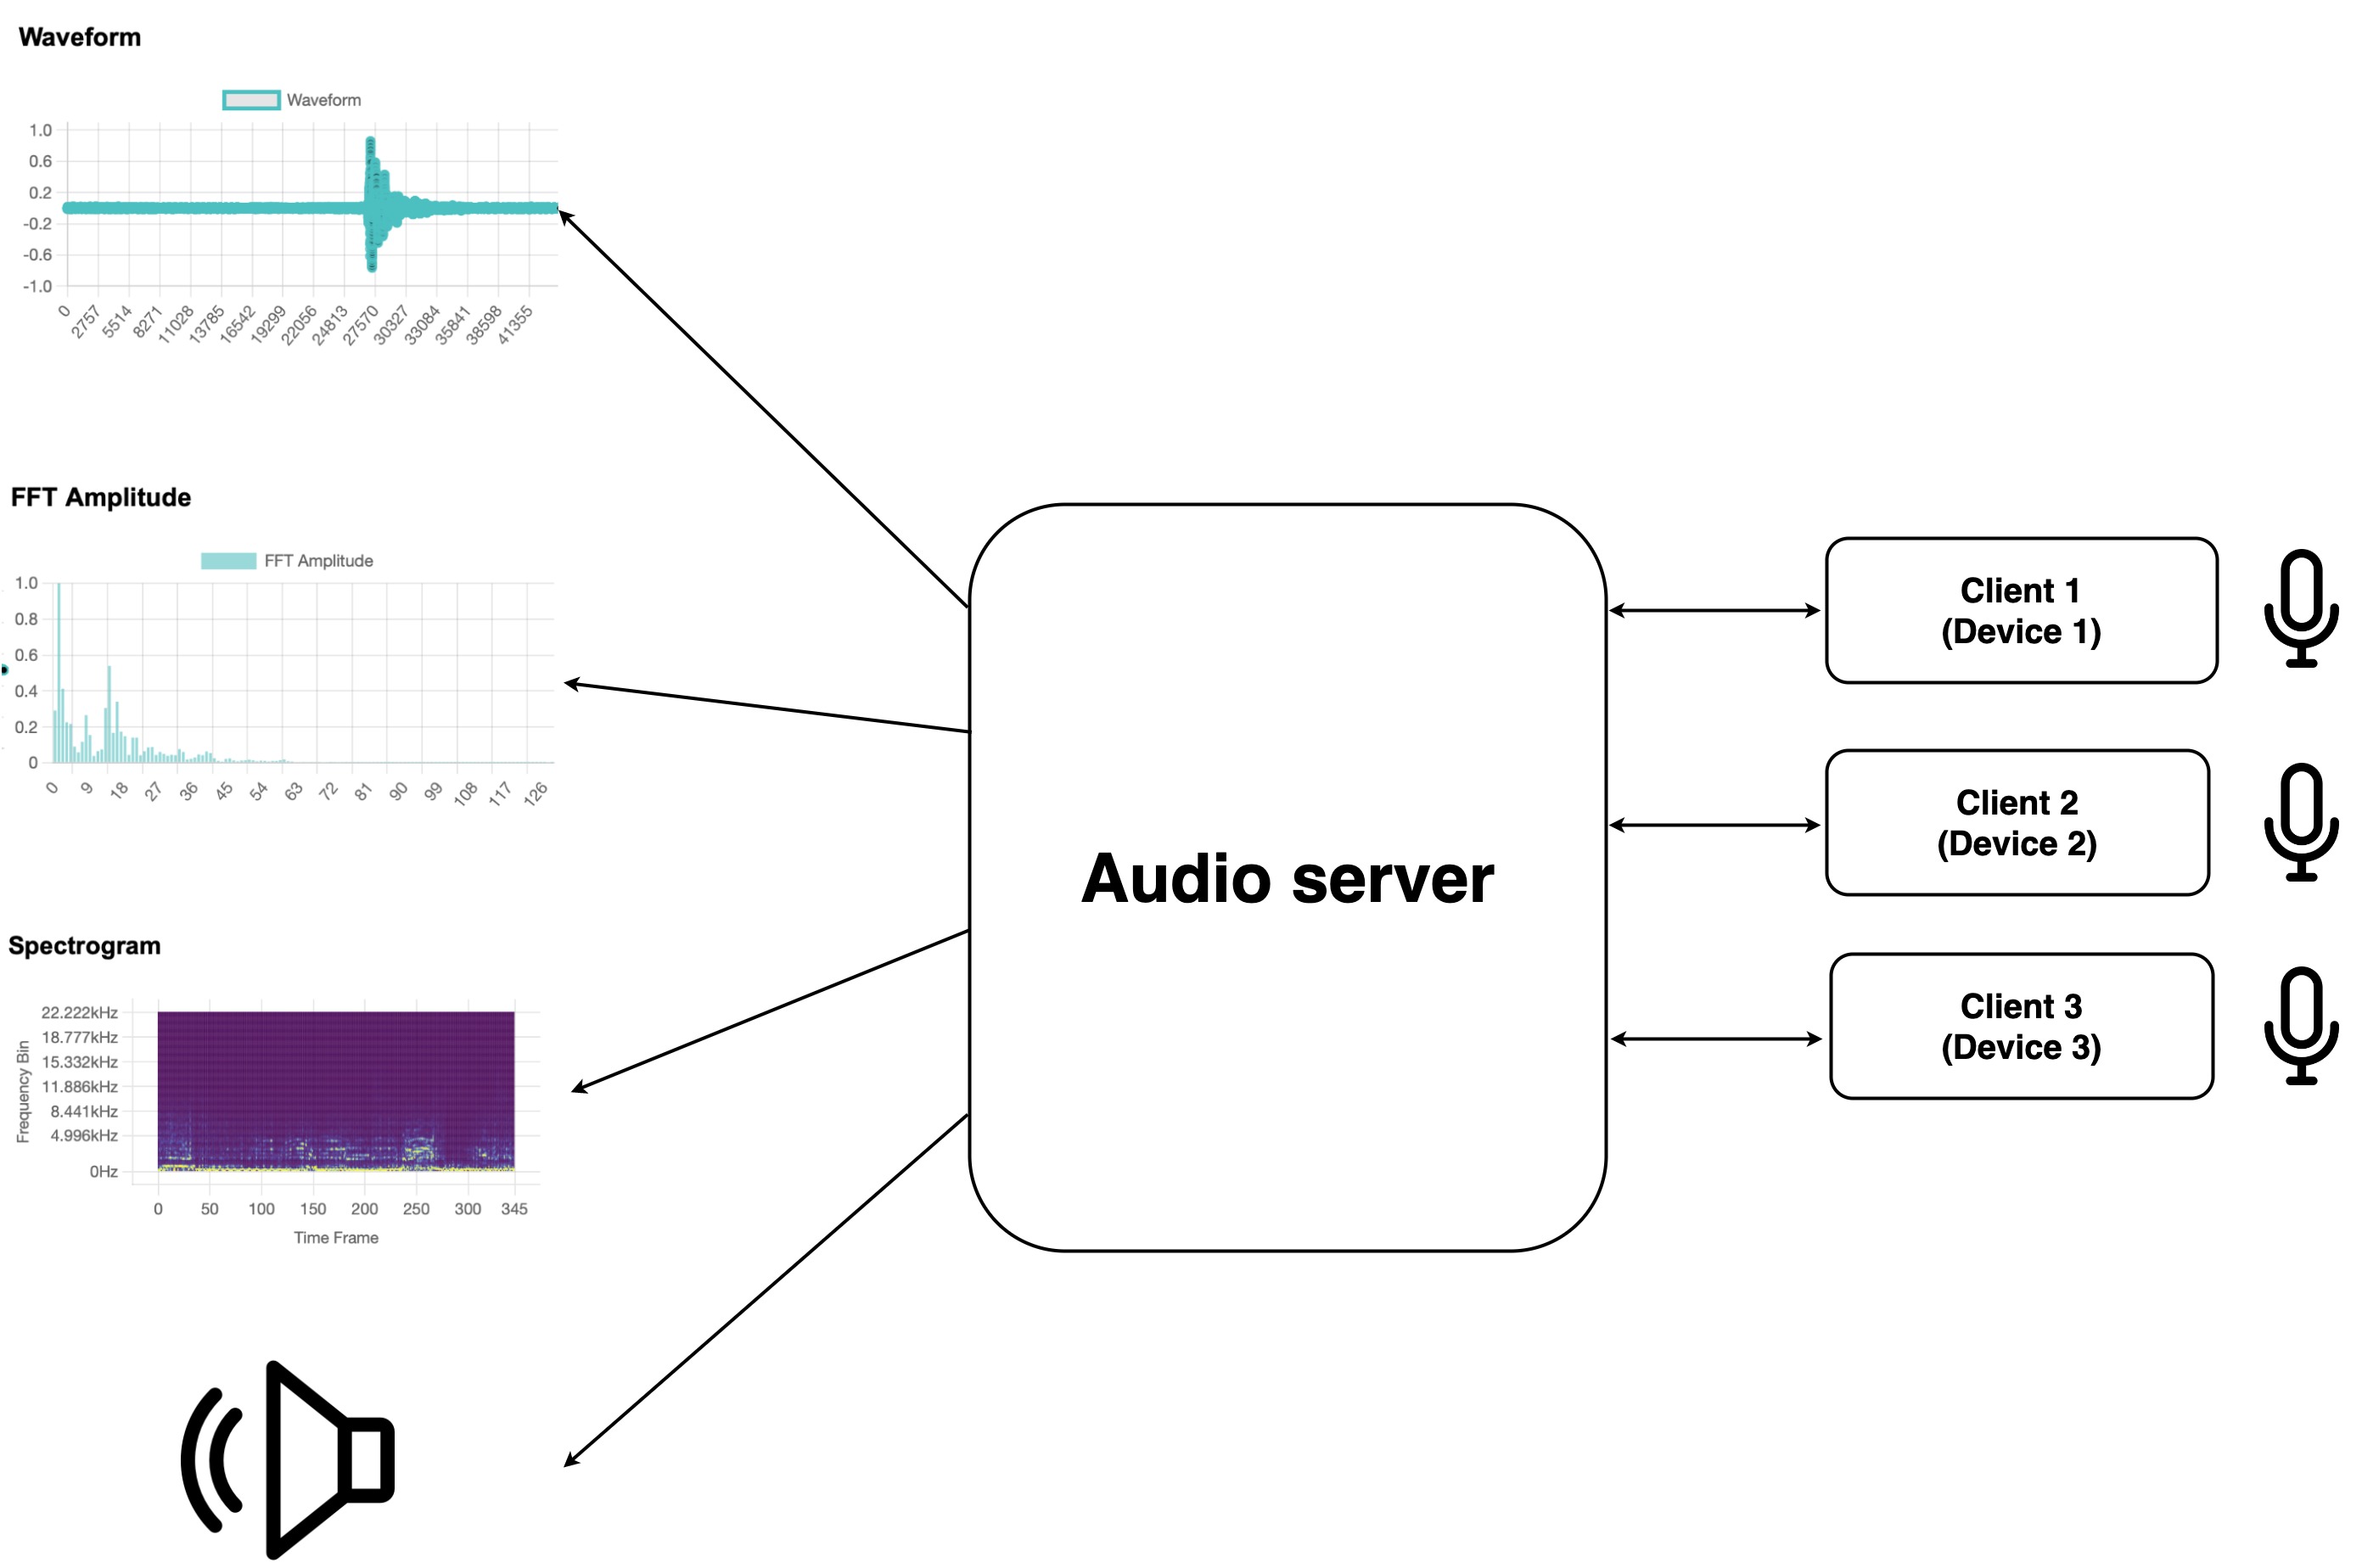 Waveform
Waveform
1.0
0.6
0.2
-0.2
-0.6
-1.0
0 2757 5514 8271 11028 13785 16542 19299 22056 24813 27570 30327 33084 35841 38598 41355
FFT Amplitude
FFT Amplitude
1.0
0.8
0.6
0.4
0.2
0
0 9 18 27 36 45 54 63 72 81 90 99 108 117 126
Spectrogram
Frequency Bin
22.222kHz
18.777kHz
15.332kHz
11.886kHz
8.441kHz
4.996kHz
0Hz
0 50 100 150 200 250 300 345
Time Frame
Audio server
Client 1
(Device 1)
Client 2
(Device 2)
Client 3
(Device 3)